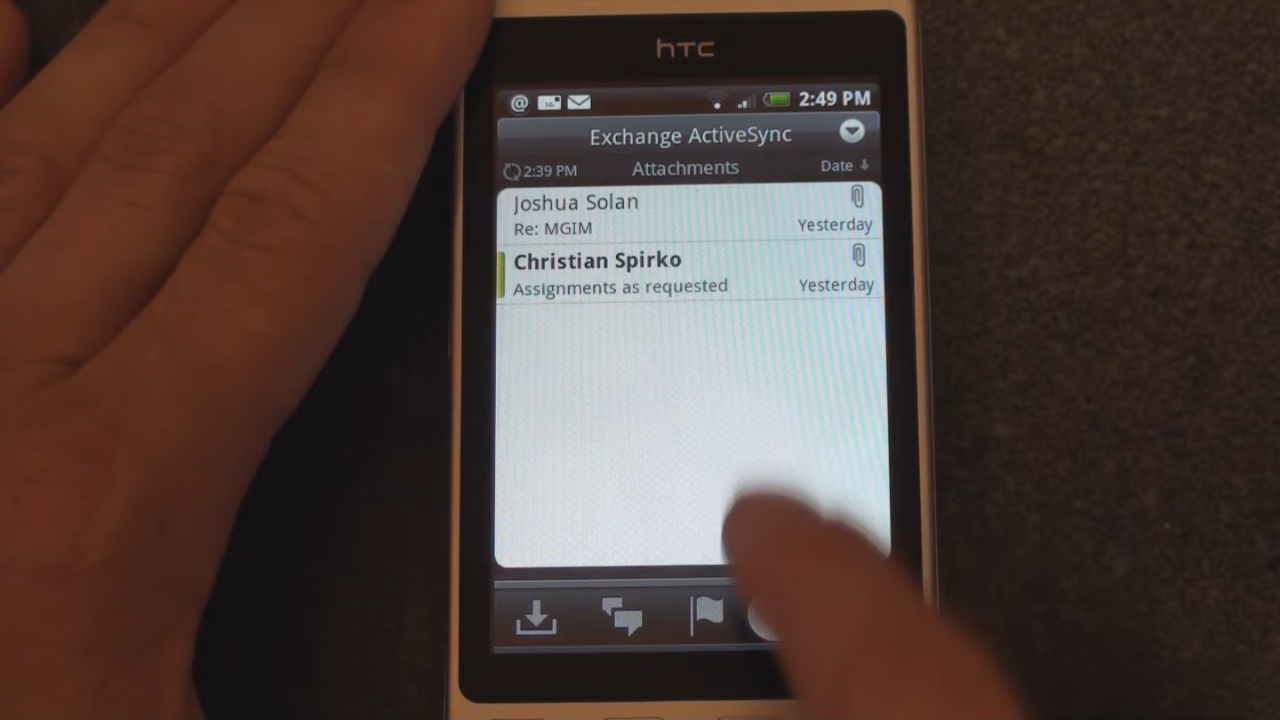 hTC
@ 2:49 PM
Exchange ActiveSync
2:39 PM Attachments Date
Joshua Solan
Re: MGIM Yesterday
Christian Spirko
Assignments as requested Yesterday